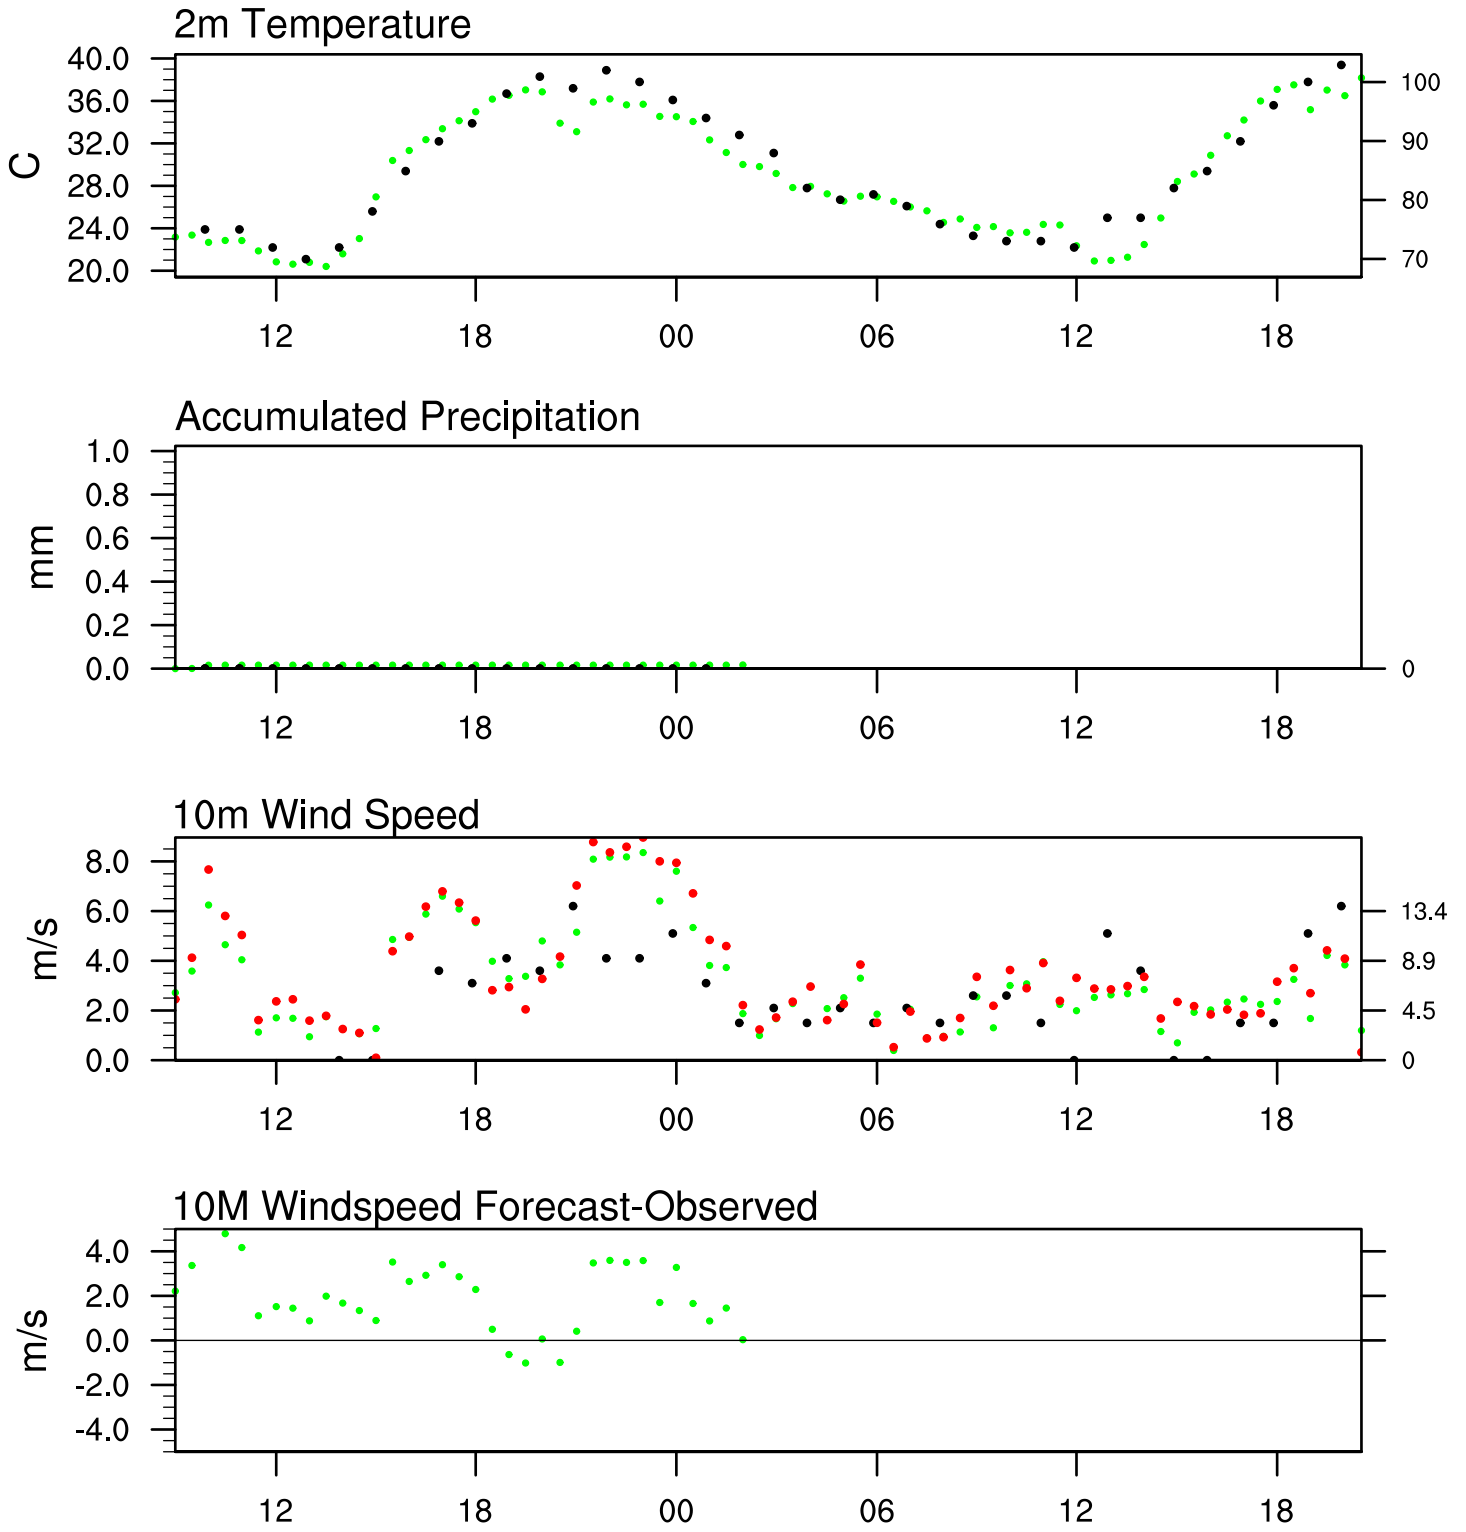 2m Temperature
40.0
36.0
32.0
28.0
24.0
20.0
C
100
90
80
70
12 18 00 06 12 18
Accumulated Precipitation
1.0
0.8
0.6
0.4
0.2
0.0
mm
0
12 18 00 06 12 18
10m Wind Speed
8.0
6.0
4.0
2.0
0.0
m/s
13.4
8.9
4.5
0
12 18 00 06 12 18
10M Windspeed Forecast-Observed
4.0
2.0
0.0
-2.0
-4.0
m/s
12 18 00 06 12 18